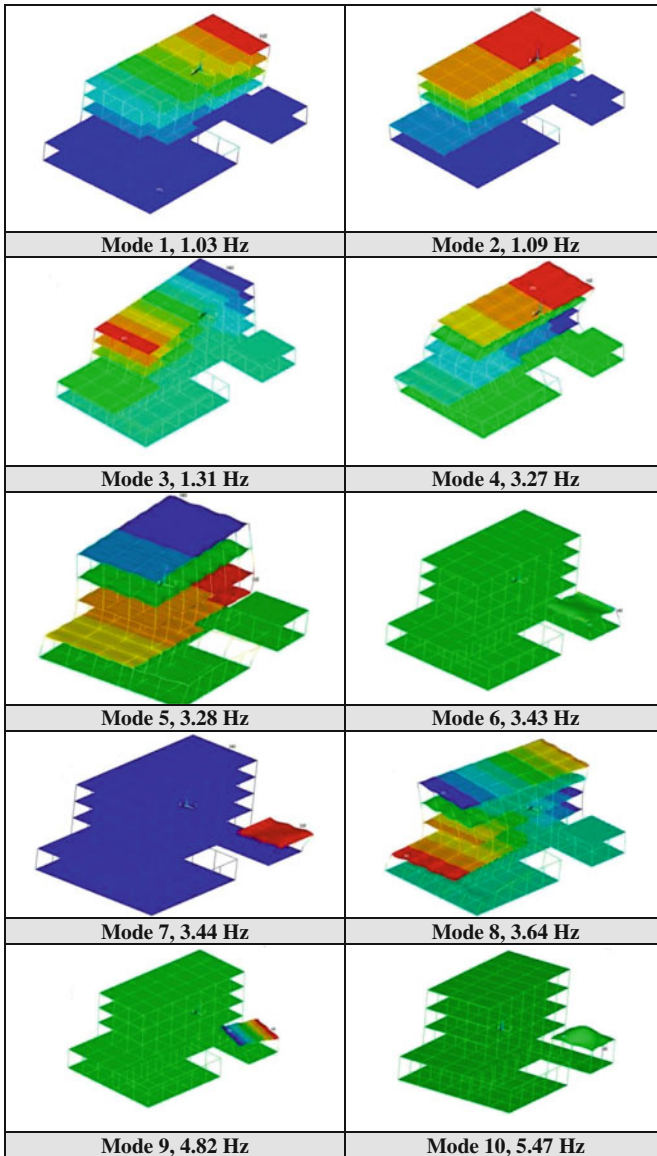 Mode 1, 1.03 Hz
Mode 2, 1.09 Hz
Mode 3, 1.31 Hz
Mode 4, 3.27 Hz
Mode 5, 3.28 Hz
Mode 6, 3.43 Hz
Mode 7, 3.44 Hz
Mode 8, 3.64 Hz
Mode 9, 4.82 Hz
Mode 10, 5.47 Hz